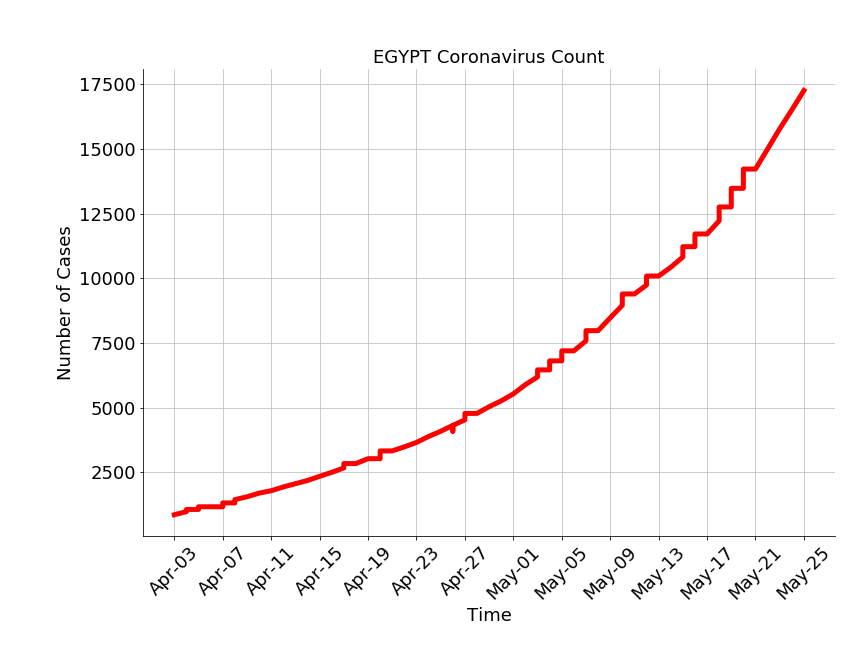 EGYPT Coronavirus Count
Number of Cases
17500
15000
12500
10000
7500
5000
2500
Apr-03
Apr-07
Apr-11
Apr-15
Apr-19
Apr-23
Apr-27
May-01
May-05
May-09
May-13
May-17
May-21
May-25
Time